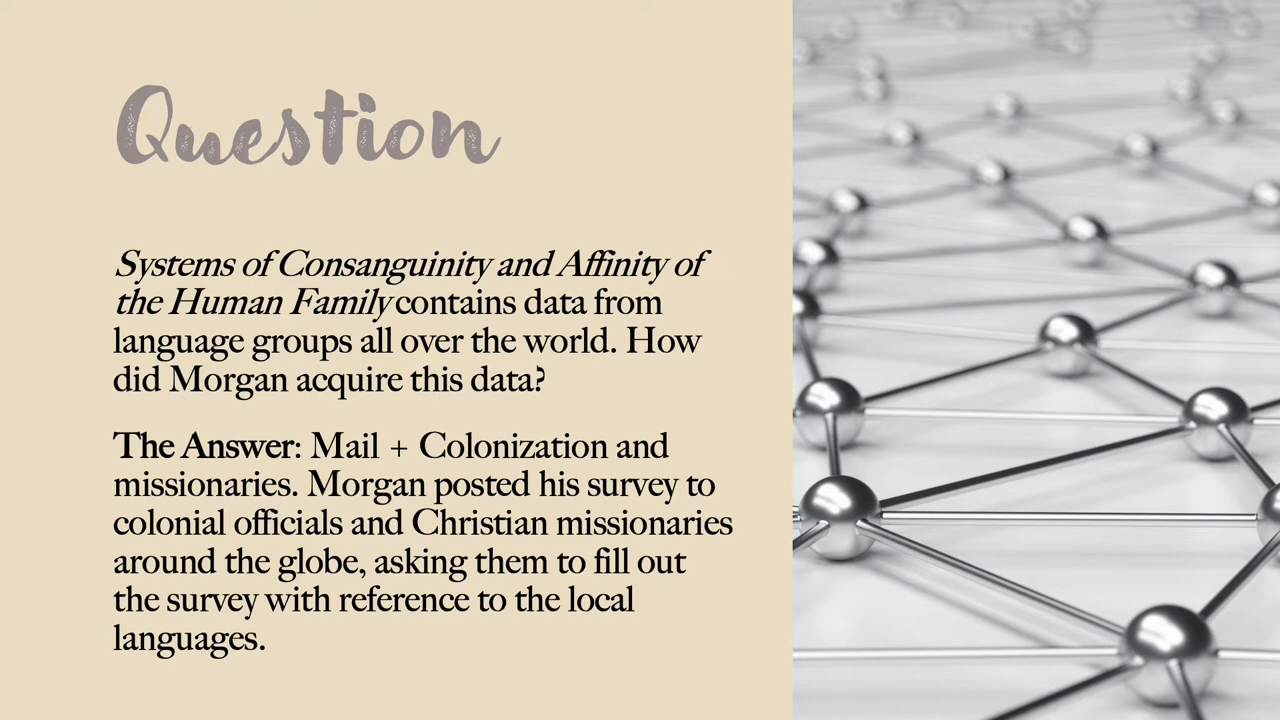 Question
Systems of Consanguinity and Affinity of
the Human Family contains data from
language groups all over the world. How
did Morgan acquire this data?
The Answer: Mail + Colonization and
missionaries. Morgan posted his survey to
colonial officials and Christian missionaries
around the globe, asking them to fill out
the survey with reference to the local
languages.